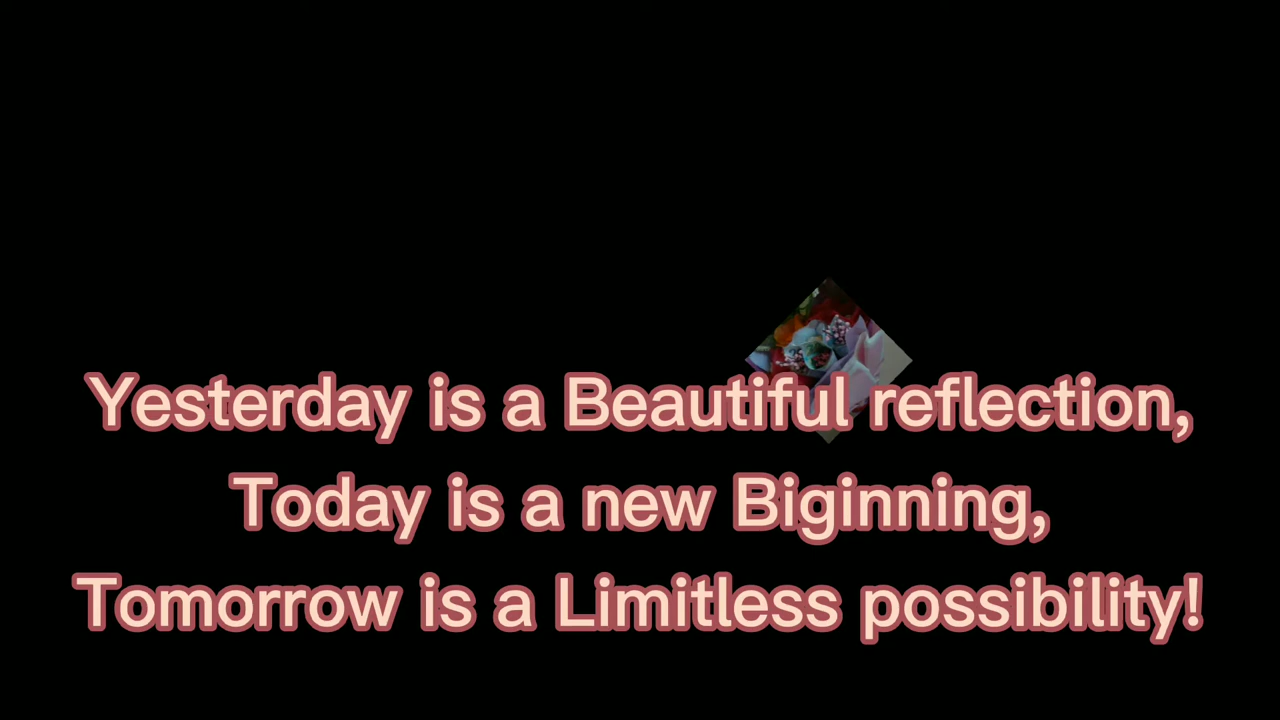 Yesterday is a Beautiful reflection,
Today is a new Biginning,
Tomorrow is a Limitless possibility!